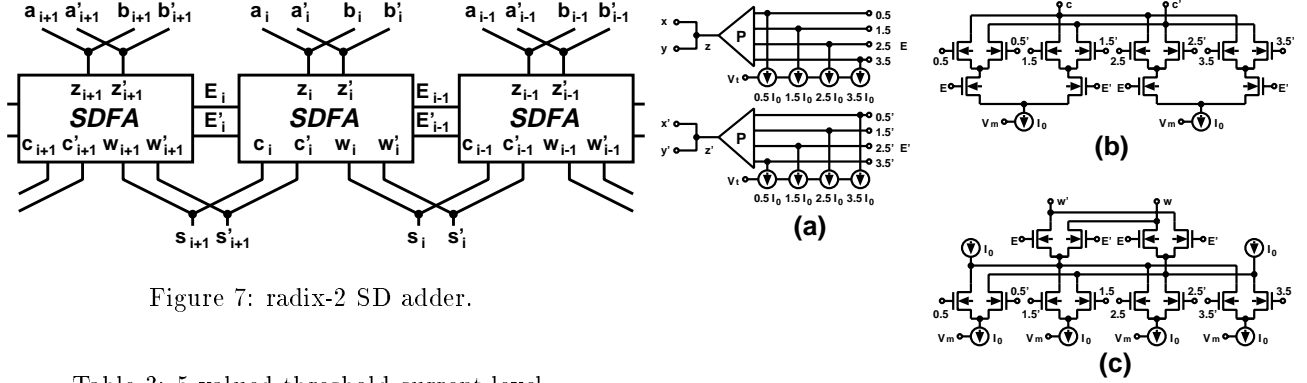 a i+1 a' i+1 b i+1 b' i+1 a i a' i b i b' i a i-1 a' i-1 b i-1 b' i-1
z i+1 z' i+1 z i z' i z i-1 z' i-1
E i E i-1
SDFA SDFA SDFA
E' i E' i-1
c i+1 c' i+1 w i+1 w' i+1 c i c' i w i w' i c i-1 c' i-1 w i-1 w' i-1
s i+1 s' i+1 s i s' i
Figure 7: radix-2 SD adder.
Table 3: 5-valued threshold current level
x
y
z
P
0.5
1.5
2.5 E
3.5
Vt
0.5 I0 1.5 I0 2.5 I0 3.5 I0
x'
y'
z'
P
0.5'
1.5'
2.5' E'
3.5'
Vt
0.5 I0 1.5 I0 2.5 I0 3.5 I0
(a)
c c'
0.5 0.5' 1.5 1.5' 2.5 2.5' 3.5 3.5'
E E' E E'
Vm I0 Vm I0
(b)
w' w
I0 E E' E E' I0
0.5 0.5' 1.5' 1.5 2.5 2.5' 3.5' 3.5
Vm I0 Vm I0 Vm I0 Vm I0
(c)